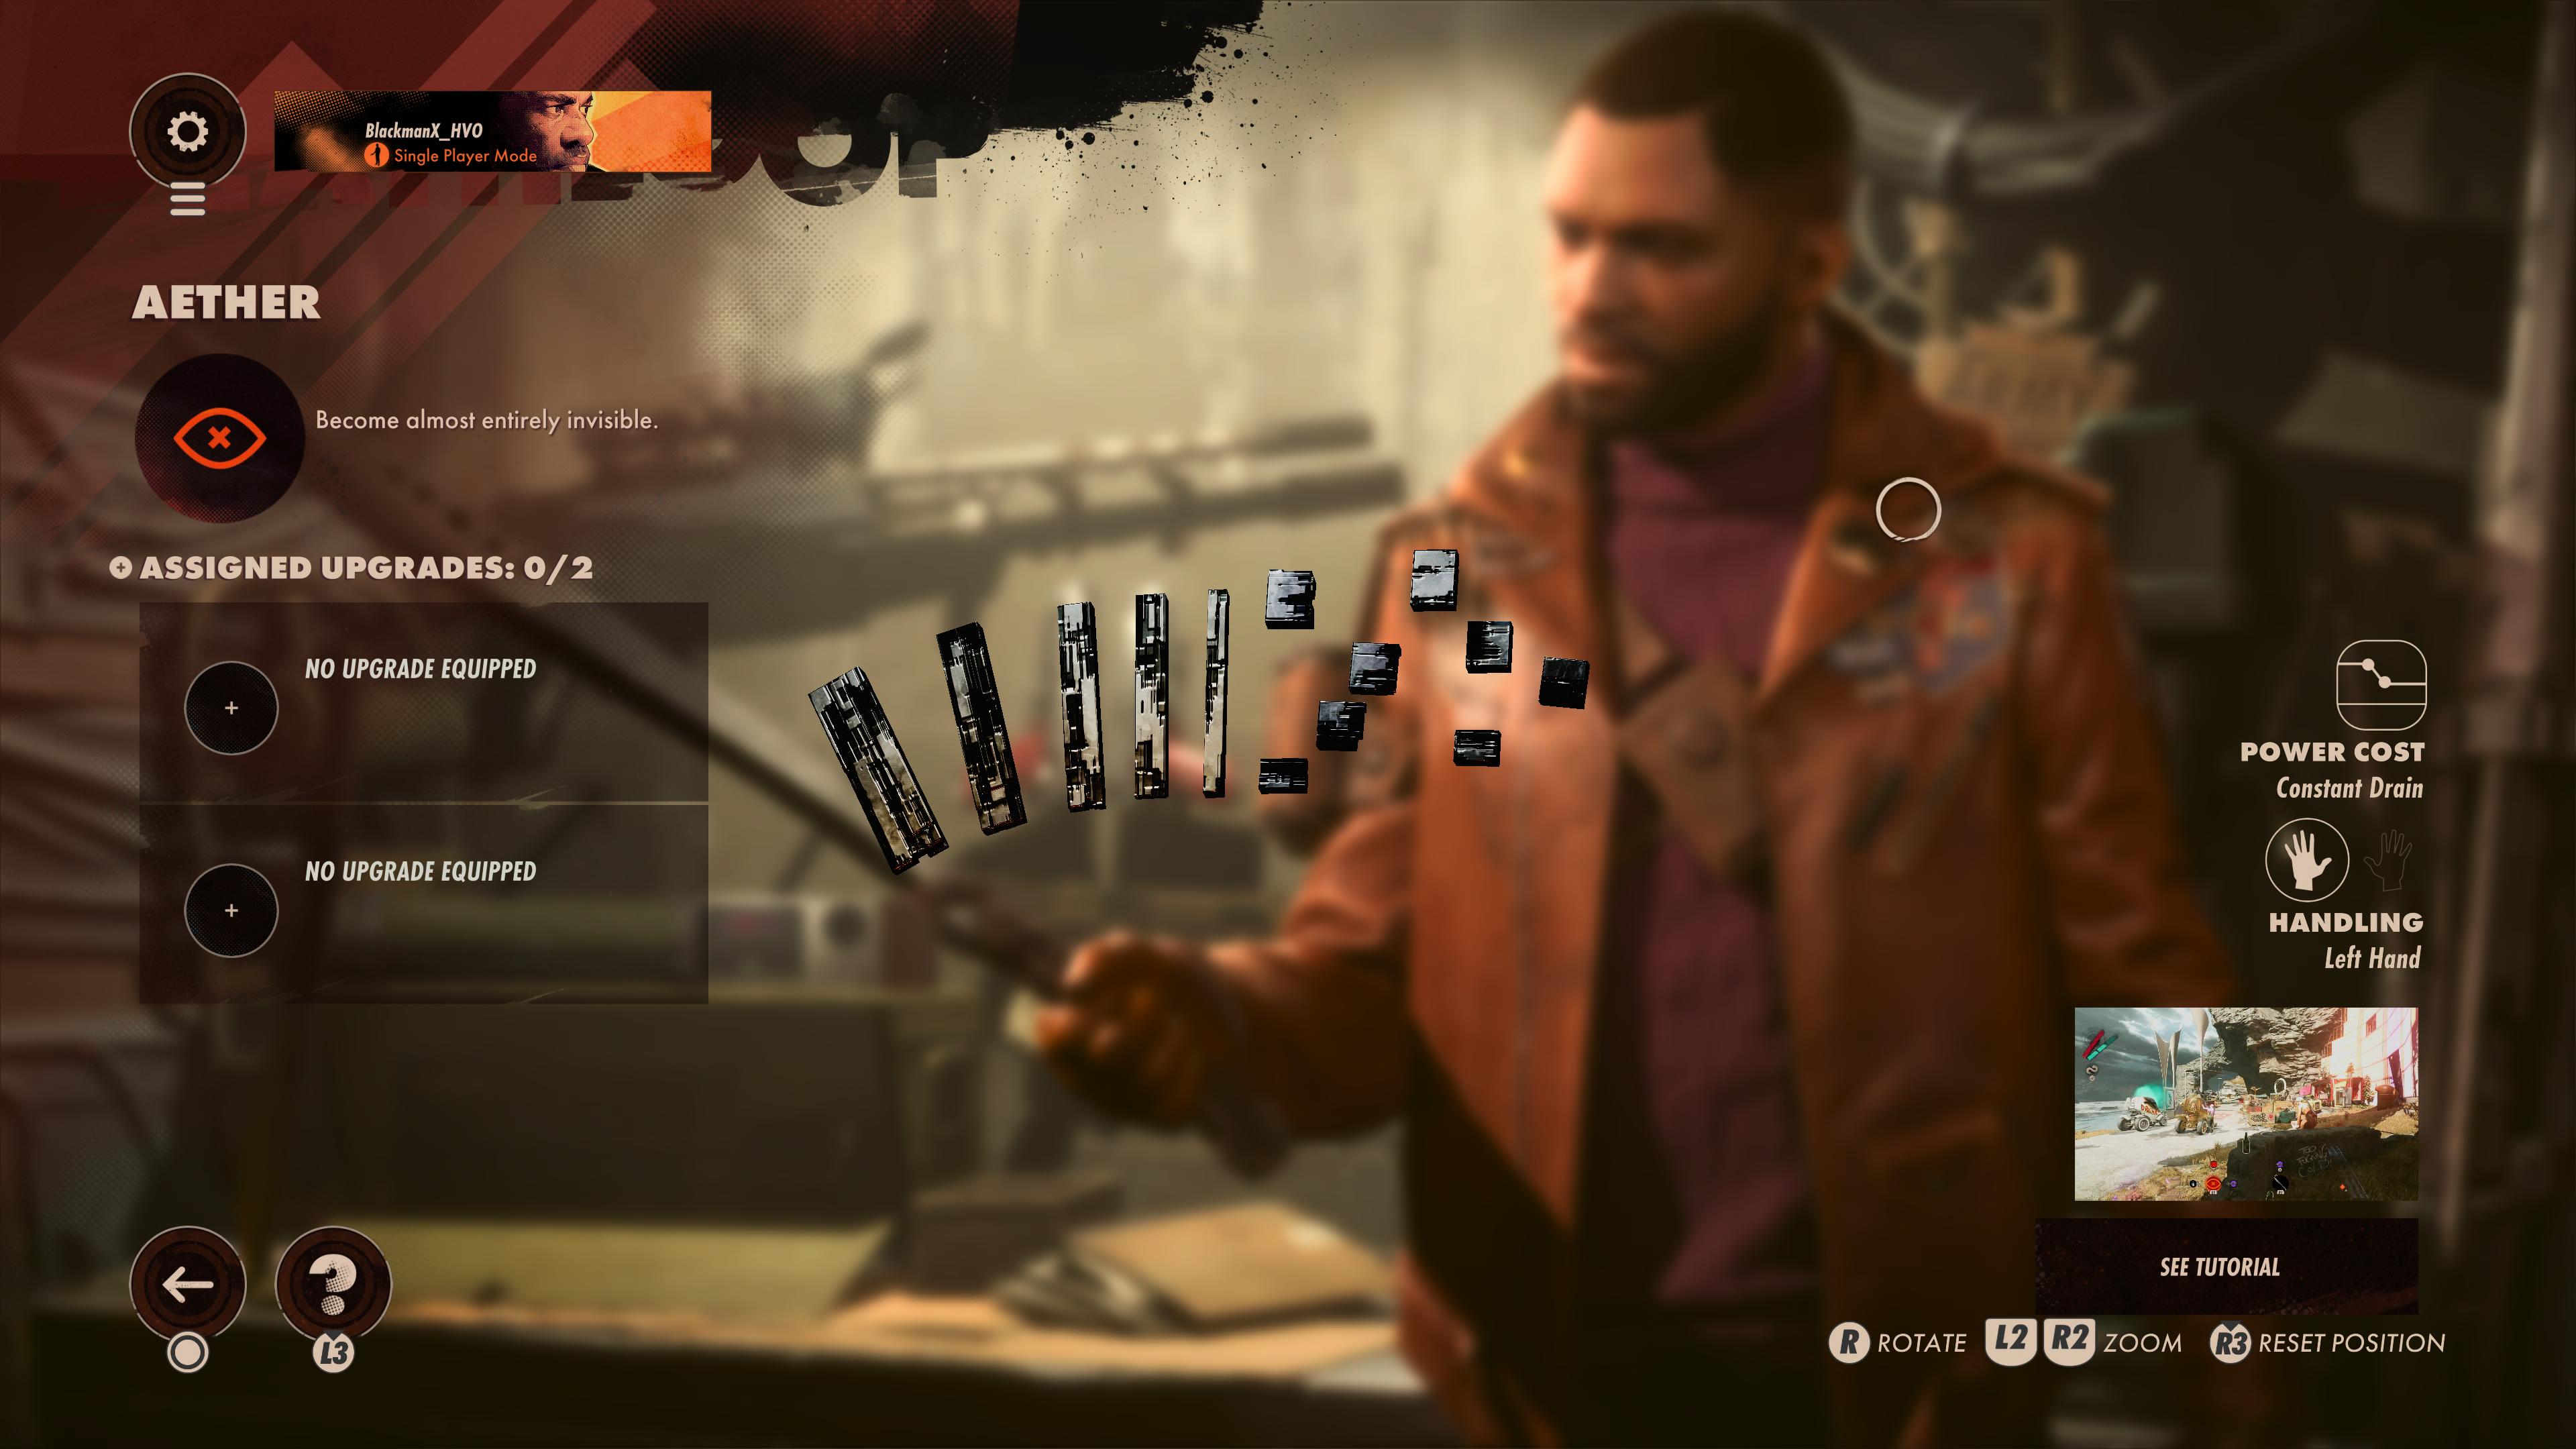 BlackmanX_HVO
Single Player Mode
AETHER
Become almost entirely invisible.
ASSIGNED UPGRADES: 0/2
NO UPGRADE EQUIPPED
NO UPGRADE EQUIPPED
POWER COST
Constant Drain
HANDLING
Left Hand
SEE TUTORIAL
L3
R ROTATE L2 R2 ZOOM R3 RESET POSITION